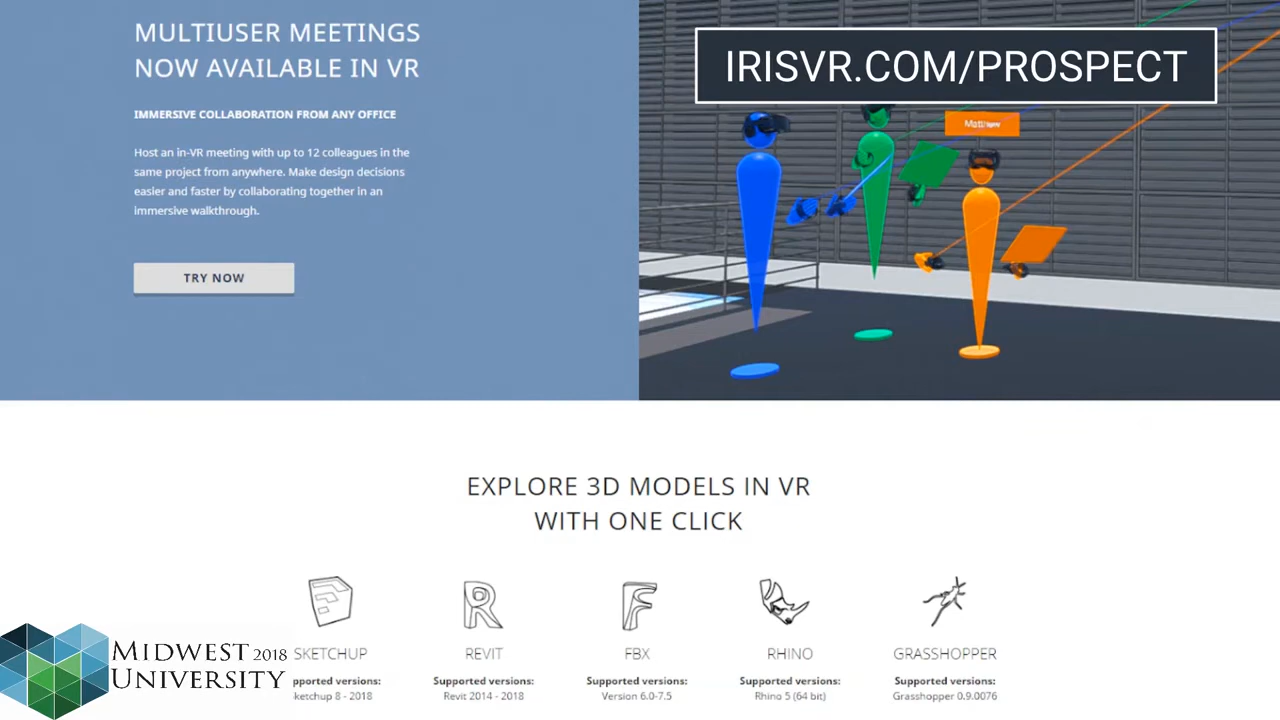 MULTIUSER MEETINGS
NOW AVAILABLE IN VR
IMMERSIVE COLLABORATION FROM ANY OFFICE
Host an in-VR meeting with up to 12 colleagues in the
same project from anywhere. Make design decisions
easier and faster by collaborating together in an
immersive walkthrough.
TRY NOW
IRISVR.COM/PROSPECT
EXPLORE 3D MODELS IN VR
WITH ONE CLICK
SKETCHUP
pported versions:
ketchup 8 - 2018
REVIT
Supported versions:
Revit 2014 - 2018
FBX
Supported versions:
Version 6.0-7.5
RHINO
Supported versions:
Rhino 5 (64 bit)
GRASSHOPPER
Supported versions:
Grasshopper 0.9.0076
MIDWEST 2018
UNIVERSITY